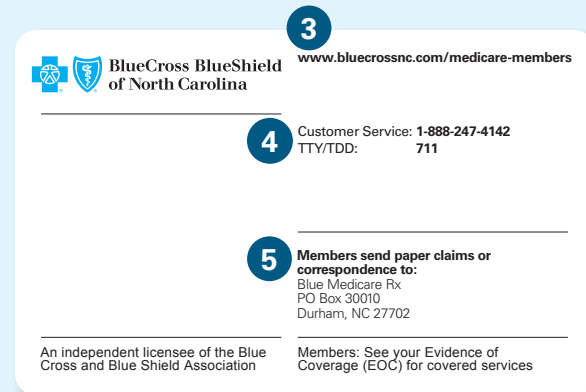 3
www.bluecrossnc.com/medicare-members
BlueCross BlueShield
of North Carolina
4
Customer Service: 1-888-247-4142
TTY/TDD: 711
5
Members send paper claims or
correspondence to:
Blue Medicare Rx
PO Box 30010
Durham, NC 27702
An independent licensee of the Blue
Cross and Blue Shield Association
Members: See your Evidence of
Coverage (EOC) for covered services